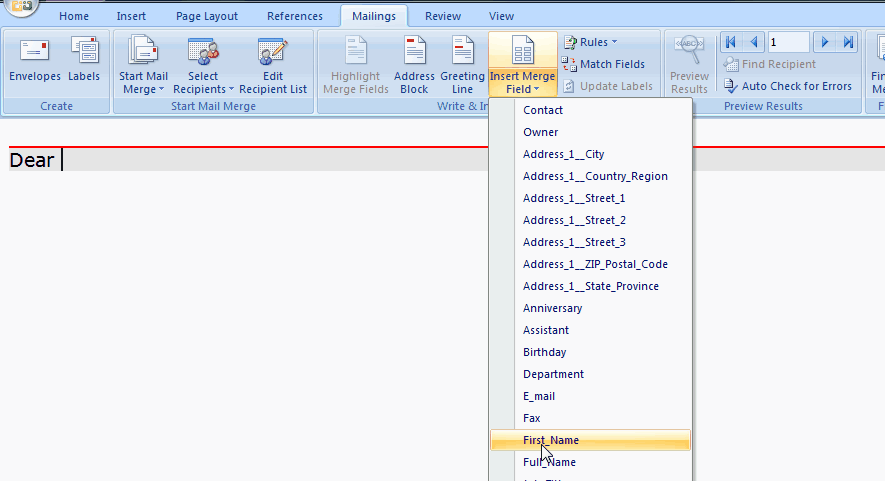 Home Insert Page Layout References Mailings Review View
Envelopes Labels
Create
Start Mail Merge
Select Recipients
Edit Recipient List
Start Mail Merge
Highlight Merge Fields
Address Block
Greeting Line
Insert Merge Field
Rules
Match Fields
Update Labels
Write & In
Preview Results
<ABC>
1
Find Recipient
Auto Check for Errors
Preview Results
Fin
Mer
F
Dear
Contact
Owner
Address_1__City
Address_1__Country_Region
Address_1__Street_1
Address_1__Street_2
Address_1__Street_3
Address_1__ZIP_Postal_Code
Address_1__State_Province
Anniversary
Assistant
Birthday
Department
E_mail
Fax
First_Name
Full_Name